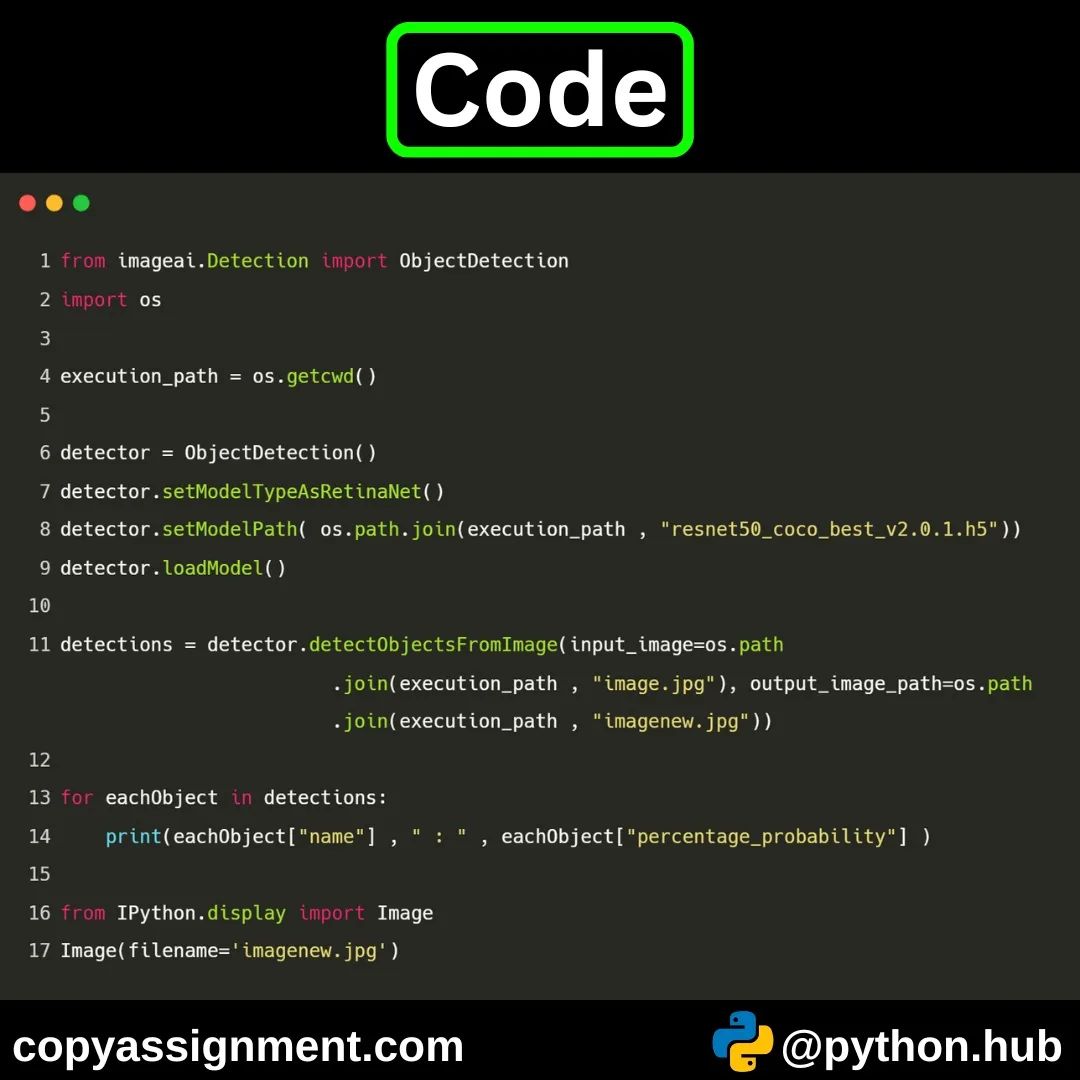 Code
1 from imageai.Detection import ObjectDetection
2 import os
3
4 execution_path = os.getcwd()
5
6 detector = ObjectDetection()
7 detector.setModelTypeAsRetinaNet()
8 detector.setModelPath( os.path.join(execution_path , "resnet50_coco_best_v2.0.1.h5"))
9 detector.loadModel()
10
11 detections = detector.detectObjectsFromImage(input_image=os.path
.join(execution_path , "image.jpg"), output_image_path=os.path
.join(execution_path , "imagenew.jpg"))
12
13 for eachObject in detections:
14     print(eachObject["name"] , " : " , eachObject["percentage_probability"] )
15
16 from IPython.display import Image
17 Image(filename='imagenew.jpg')
copyassignment.com
@python.hub